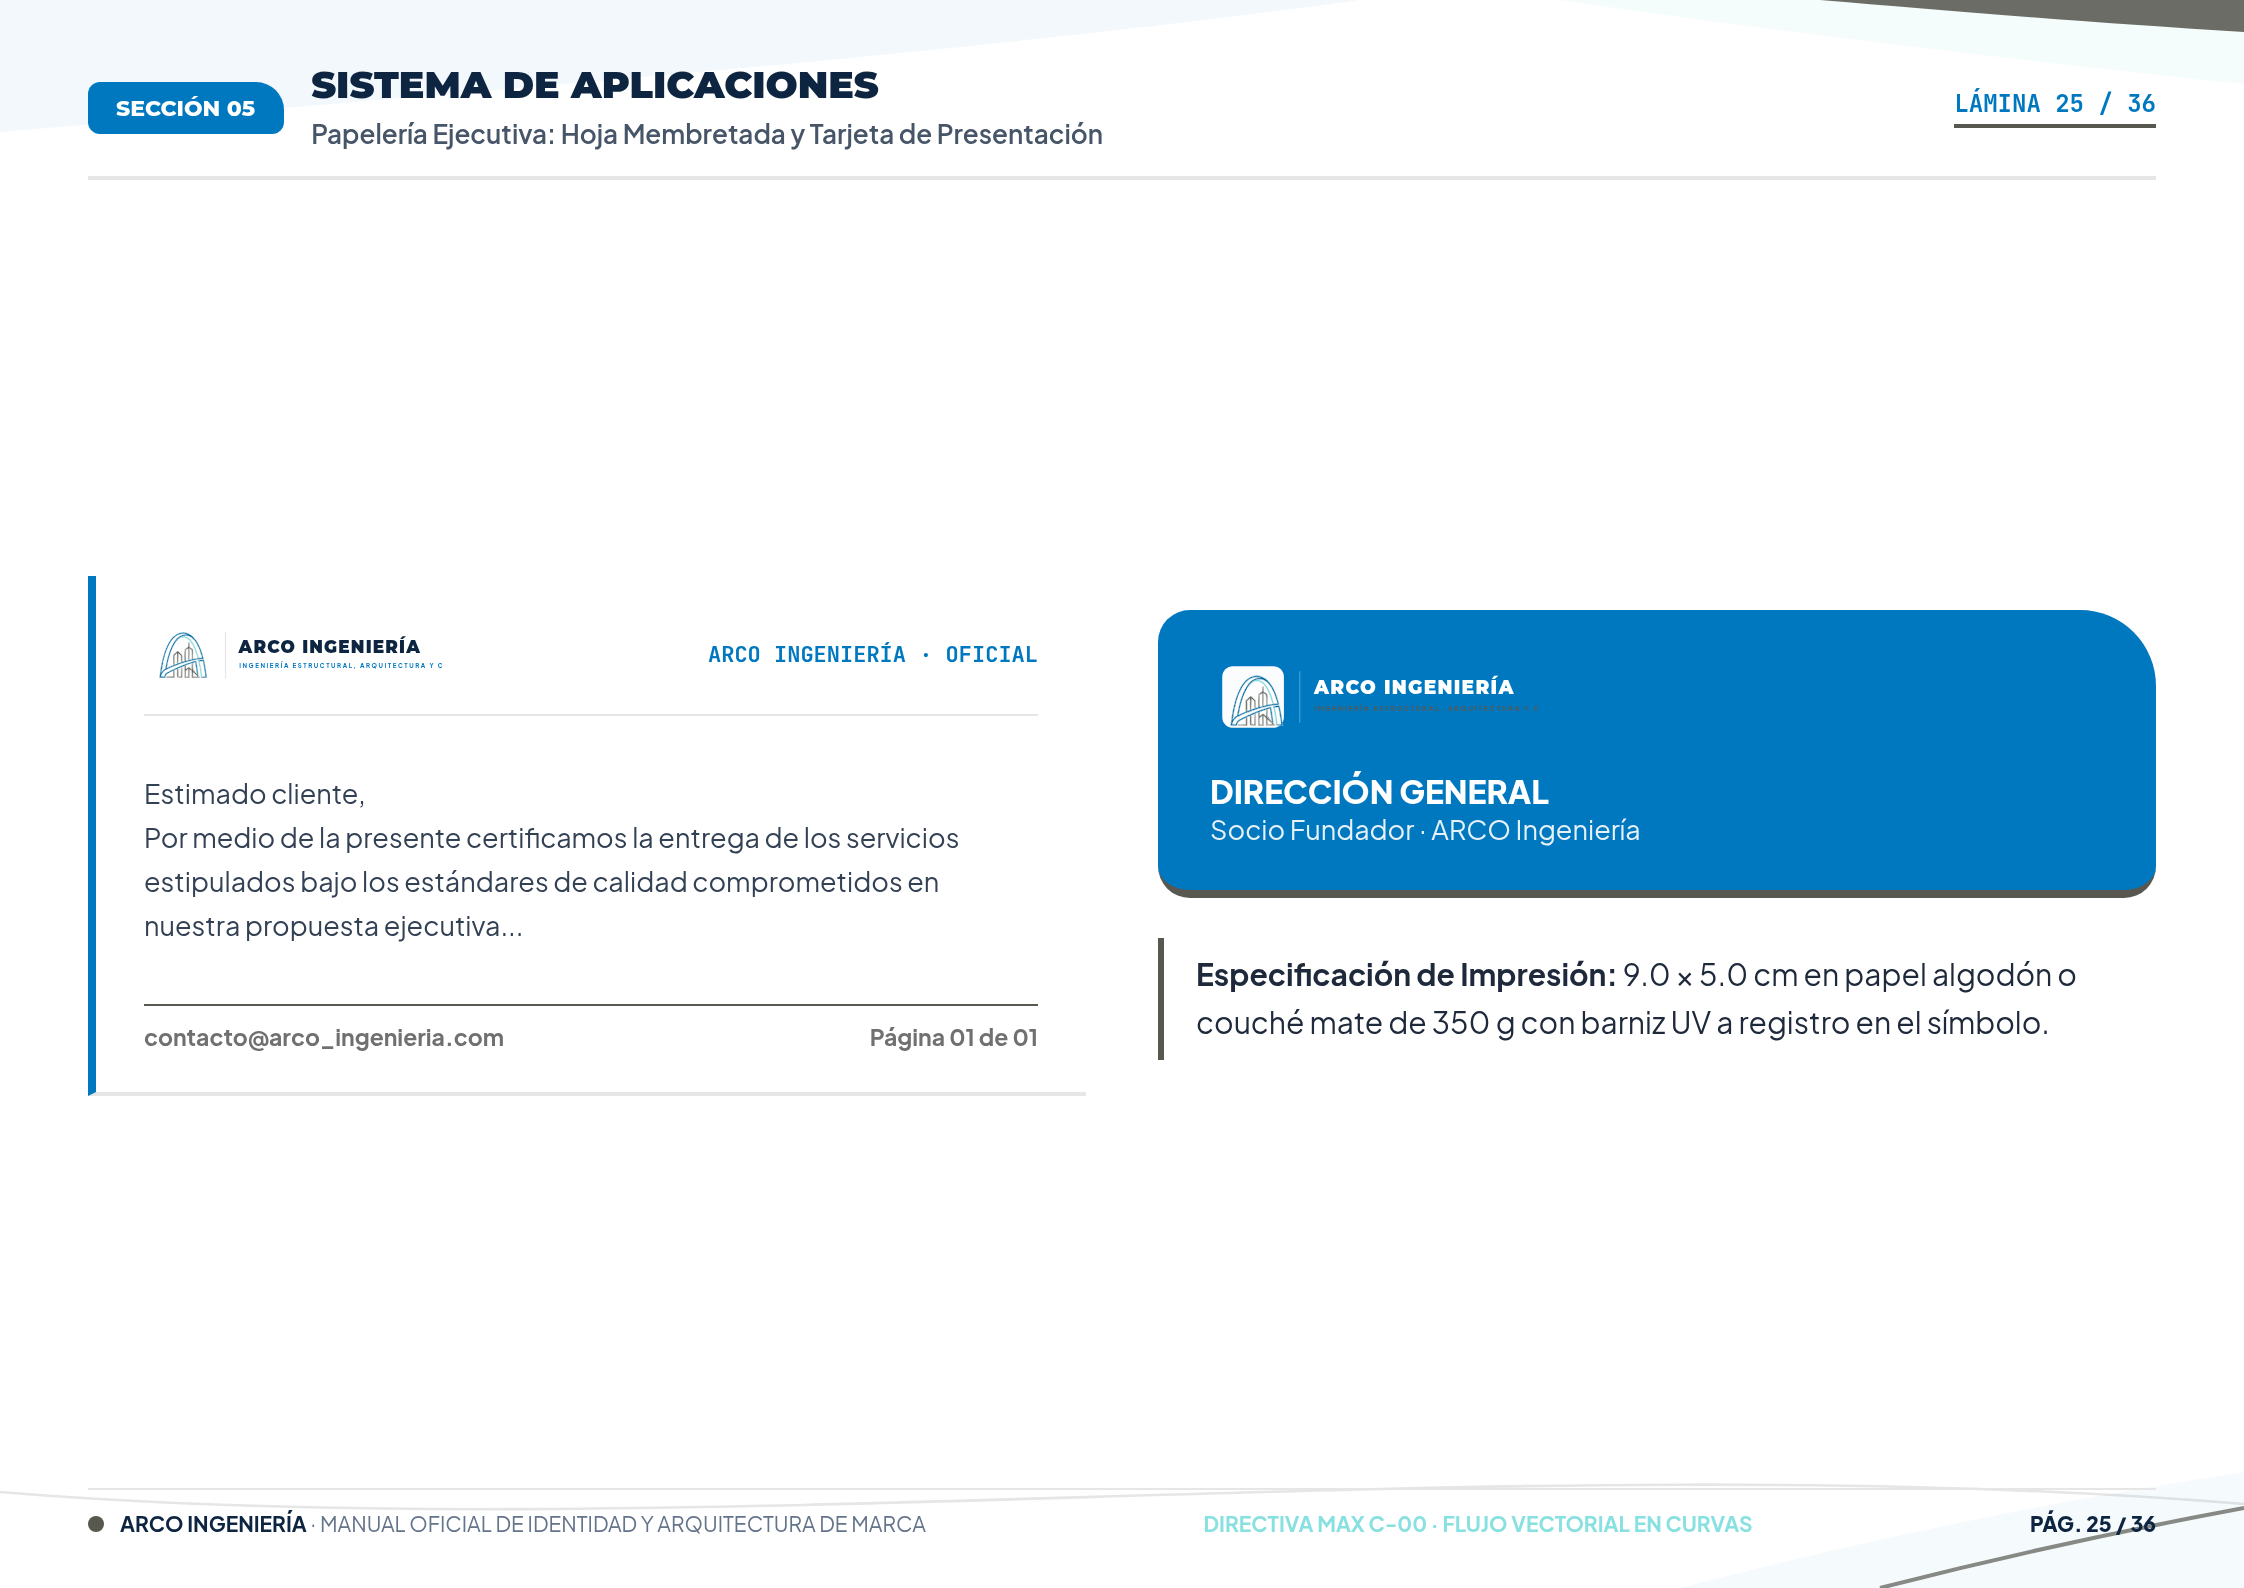 SECCIÓN 05
SISTEMA DE APLICACIONES
Papelería Ejecutiva: Hoja Membretada y Tarjeta de Presentación
LÁMINA 25 / 36
ARCO INGENIERÍA
INGENIERÍA ESTRUCTURAL, ARQUITECTURA Y C
ARCO INGENIERÍA · OFICIAL
Estimado cliente,
Por medio de la presente certificamos la entrega de los servicios
estipulados bajo los estándares de calidad comprometidos en
nuestra propuesta ejecutiva...
contacto@arco_ingenieria.com
Página 01 de 01
ARCO INGENIERÍA
DIRECCIÓN GENERAL
Socio Fundador · ARCO Ingeniería
Especificación de Impresión: 9.0 × 5.0 cm en papel algodón o
couché mate de 350 g con barniz UV a registro en el símbolo.
ARCO INGENIERÍA · MANUAL OFICIAL DE IDENTIDAD Y ARQUITECTURA DE MARCA
DIRECTIVA MAX C-00 · FLUJO VECTORIAL EN CURVAS
PÁG. 25 / 36